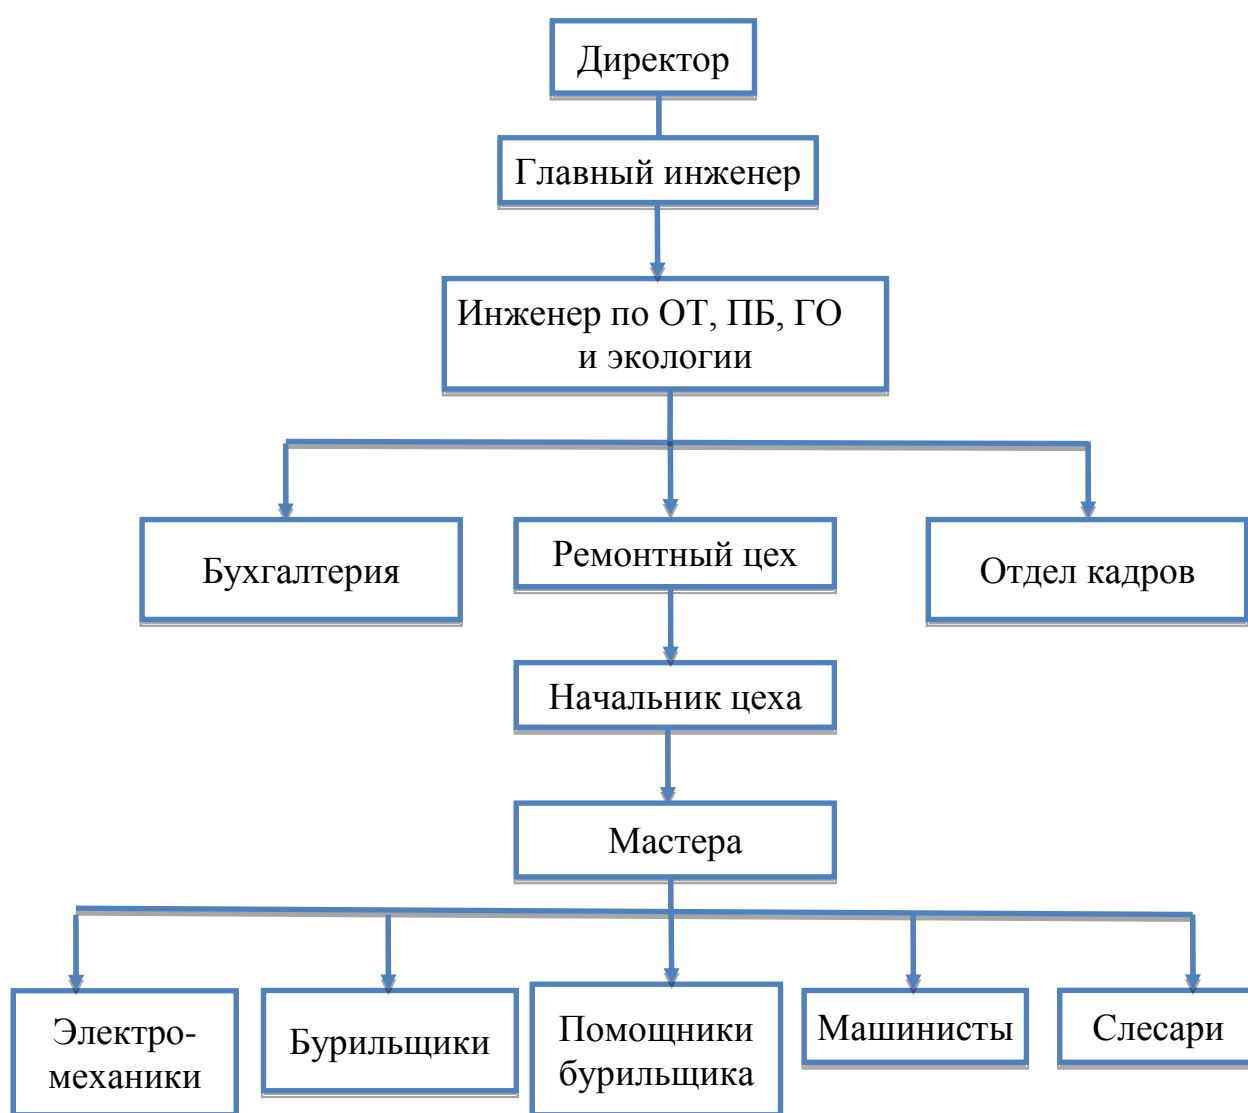 Директор
Главный инженер
Инженер по ОТ, ПБ, ГО
и экологии
Бухгалтерия
Ремонтный цех
Отдел кадров
Начальник цеха
Мастера
Электро-
механики
Бурильщики
Помощники
бурильщика
Машинисты
Слесари